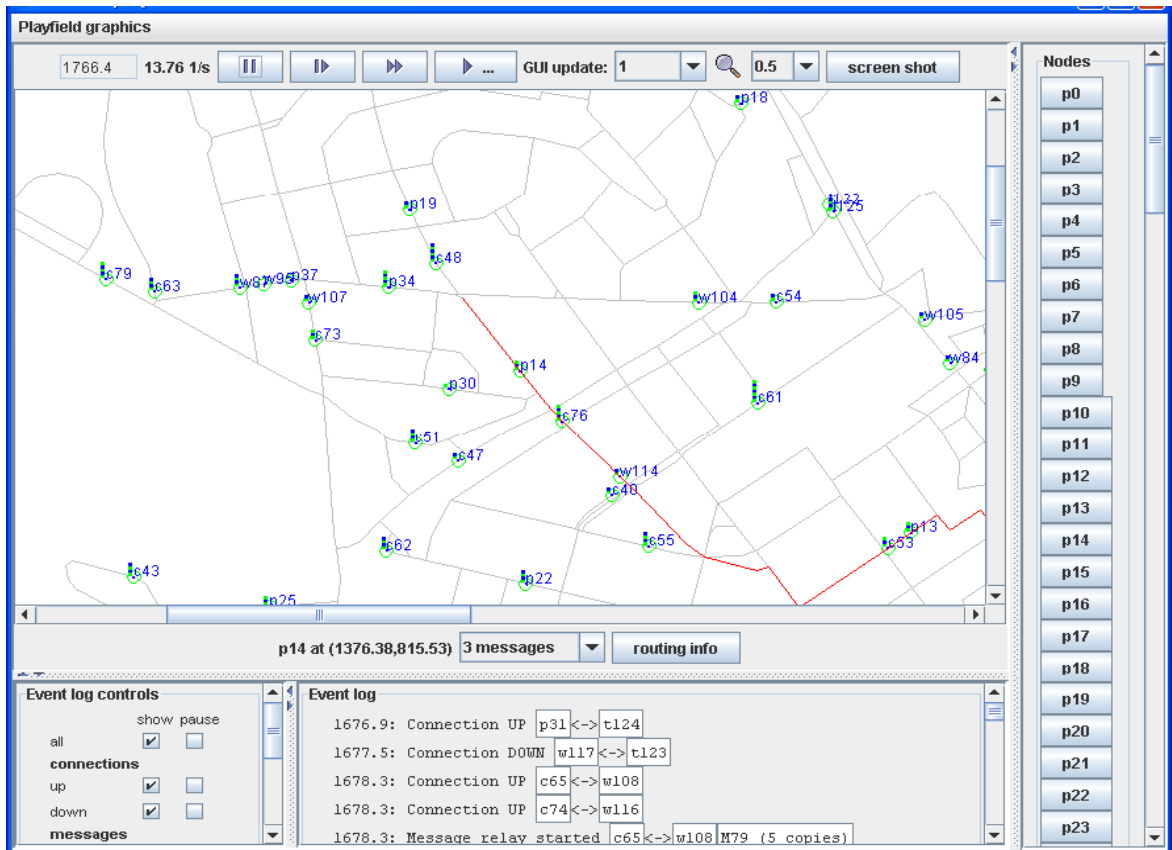 Playfield graphics
1766.4 13.76 1/s ... GUI update: 1 0.5 screen shot
p18
t122
t125
p19
c48
c79
c63
w87
w95
p37
p34
w107
w104
c54
w105
c73
w84
p14
p30
c61
c76
c51
c47
w114
c40
p13
c62
c55
c53
c43
p22
p25
p14 at (1376.38,815.53) 3 messages routing info
Event log controls
show pause
all
connections
up
down
messages
Event log
1676.9: Connection UP p31<->t124
1677.5: Connection DOWN w117<->t123
1678.3: Connection UP c65<->w108
1678.3: Connection UP c74<->w116
1678.3: Message relay started c65<->w108 M79 (5 copies)
Nodes
p0
p1
p2
p3
p4
p5
p6
p7
p8
p9
p10
p11
p12
p13
p14
p15
p16
p17
p18
p19
p20
p21
p22
p23